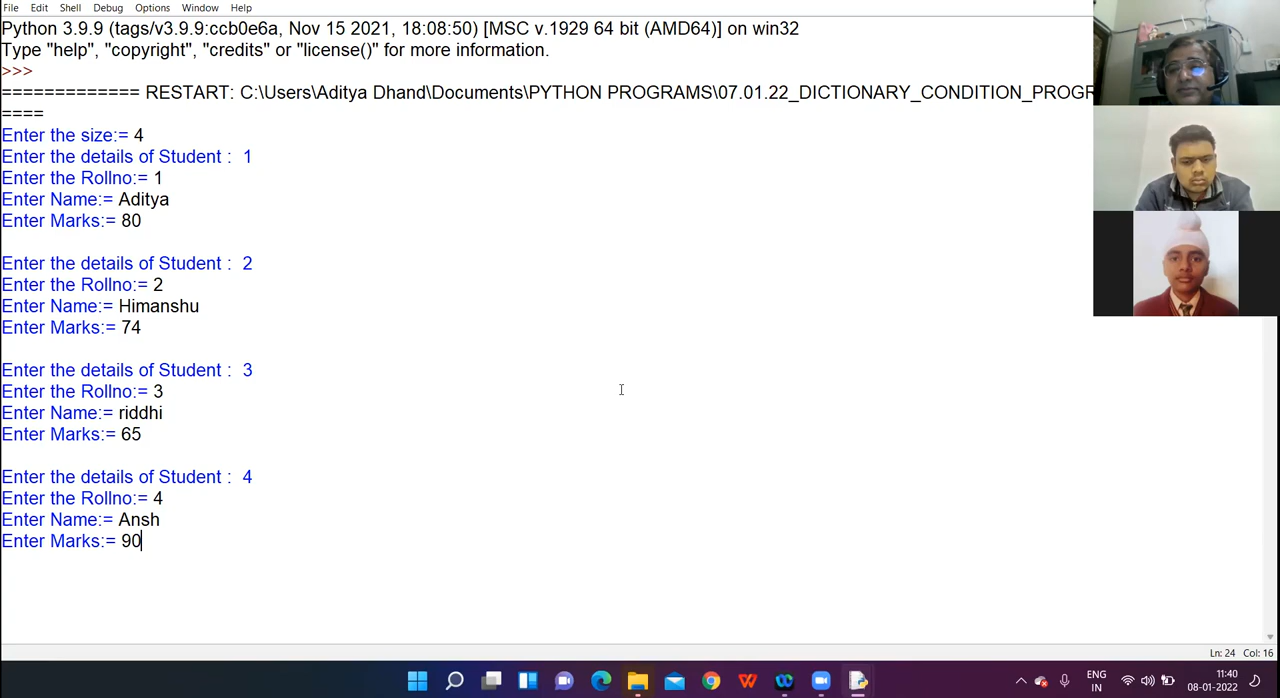 File Edit Shell Debug Options Window Help
Python 3.9.9 (tags/v3.9.9:ccb0e6a, Nov 15 2021, 18:08:50) [MSC v.1929 64 bit (AMD64)] on win32
Type "help", "copyright", "credits" or "license()" for more information.
>>>
============= RESTART: C:\Users\Aditya Dhand\Documents\PYTHON PROGRAMS\07.01.22_DICTIONARY_CONDITION_PROGR
====
Enter the size:= 4
Enter the details of Student :  1
Enter the Rollno:= 1
Enter Name:= Aditya
Enter Marks:= 80
Enter the details of Student :  2
Enter the Rollno:= 2
Enter Name:= Himanshu
Enter Marks:= 74
Enter the details of Student :  3
Enter the Rollno:= 3
Enter Name:= riddhi
Enter Marks:= 65
Enter the details of Student :  4
Enter the Rollno:= 4
Enter Name:= Ansh
Enter Marks:= 90
Ln: 24 Col: 16
ENG
IN
11:40
08-01-2022